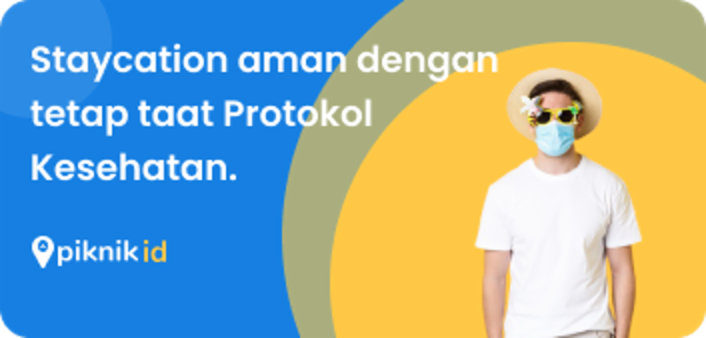 Staycation aman dengan
tetap taat Protokol
Kesehatan.
piknik id